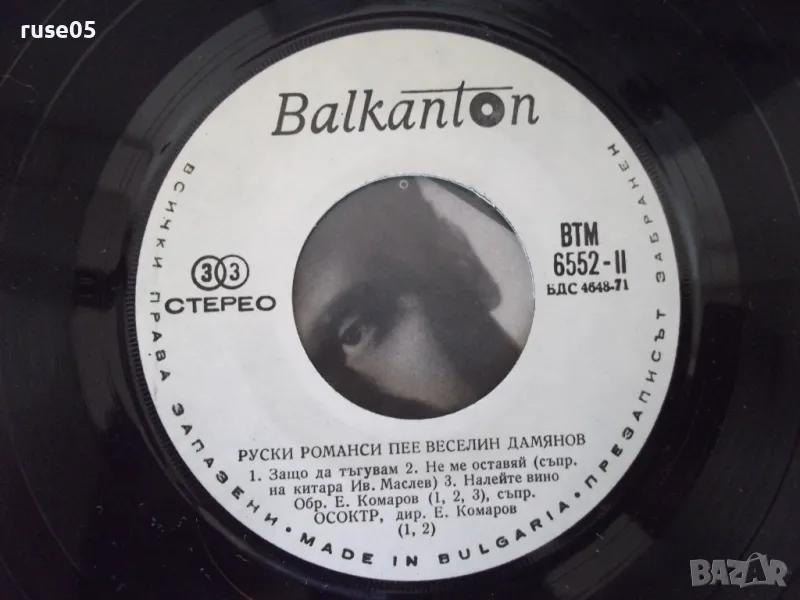 ruse05
Balkanton
ВСИЧКИ ПРАВА ЗАПАЗЕНИ • MADE IN BULGARIA • ПРЕЗАПИСЪТ ЗАБРАНЕН
33
СТЕРЕО
ВТМ
6552-II
БДС 4648-71
РУСКИ РОМАНСИ ПЕЕ ВЕСЕЛИН ДАМЯНОВ
1. Защо да тъгувам 2. Не ме оставяй (съпр.
на китара Ив. Маслев) 3. Налейте вино
Обр. Е. Комаров (1, 2, 3), съпр.
ОСОКТР, дир. Е. Комаров
(1, 2)
BAZAR